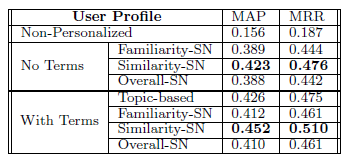 User Profile MAP MRR
Non-Personalized 0.156 0.187
No Terms Familiarity-SN 0.389 0.444
Similarity-SN 0.423 0.476
Overall-SN 0.388 0.442
With Terms Topic-based 0.426 0.475
Familiarity-SN 0.412 0.461
Similarity-SN 0.452 0.510
Overall-SN 0.410 0.461